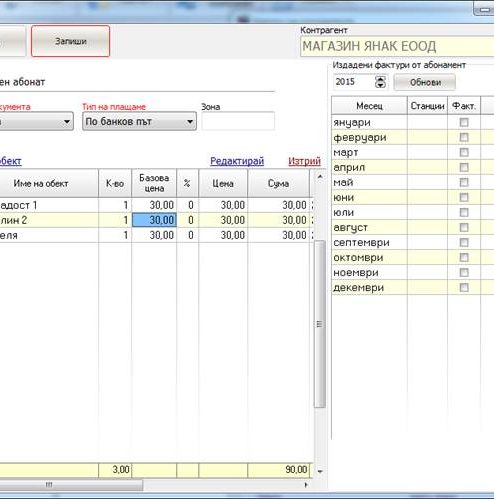 Запиши
Контрагент
МАГАЗИН ЯНАК ЕООД
Издадени фактури от абонамент
2015 Обнови
ен абонат
кумента Тип на плащане Зона
По банков път
обект Редактирай Изтрий
Име на обект К-во Базова цена % Цена Сума
адост 1 1 30,00 0 30,00 30,00
лин 2 1 30,00 0 30,00 30,00
еля 1 30,00 0 30,00 30,00
3,00 90,00
Месец Станции Факт.
януари
февруари
март
април
май
юни
юли
август
септември
октомври
ноември
декември